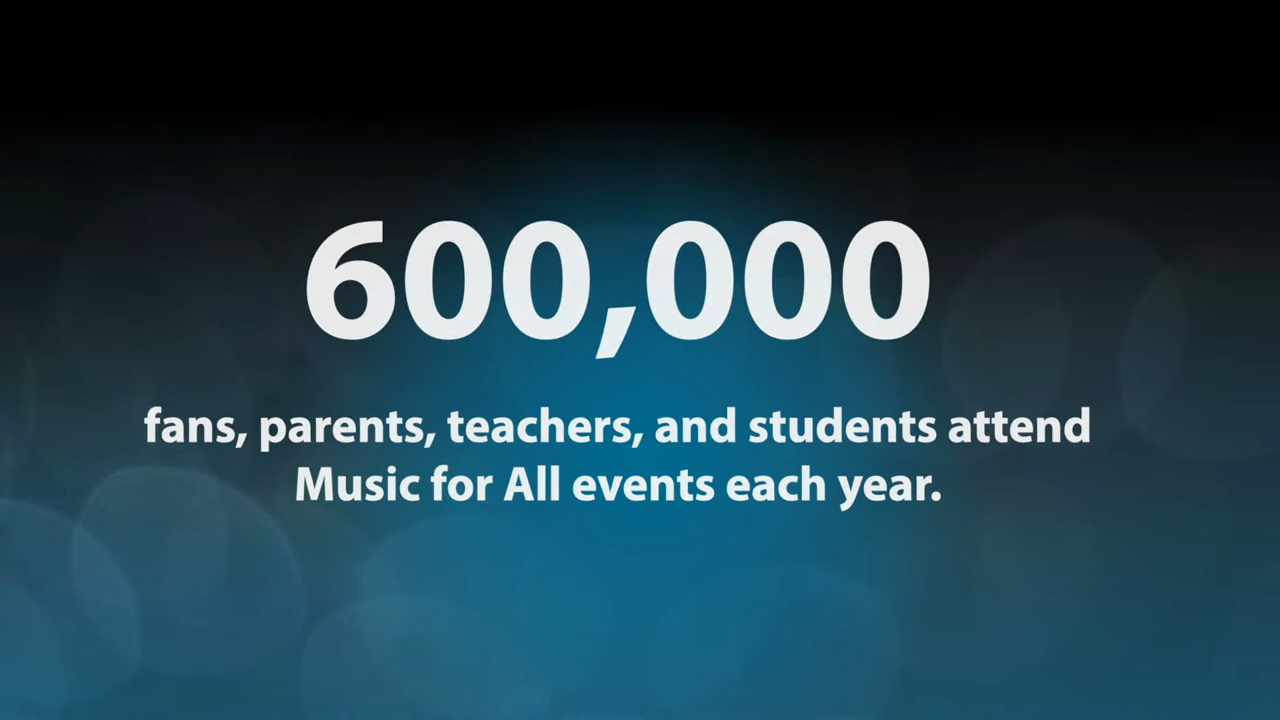 600,000
fans, parents, teachers, and students attend
Music for All events each year.